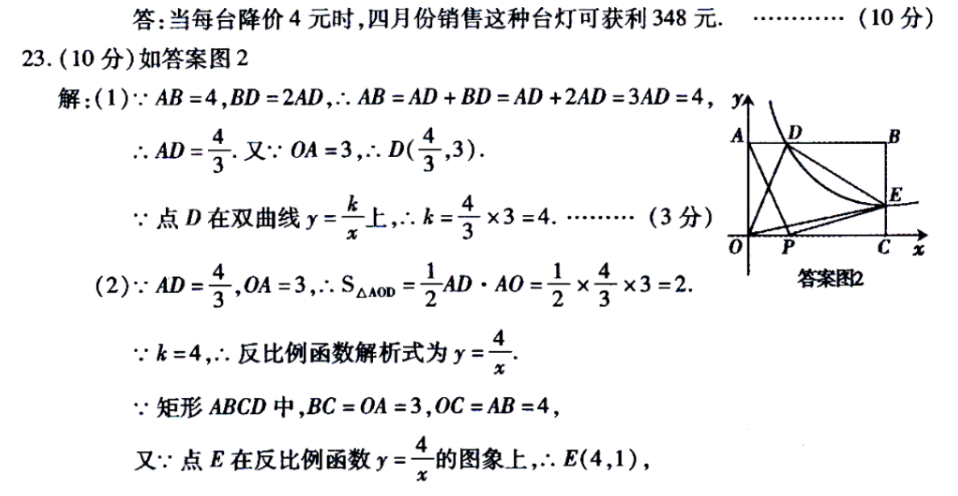 答:当每台降价4元时,四月份销售这种台灯可获利348元. ………… (10分)
23.(10分)如答案图2
解:(1)∵ AB=4,BD=2AD,∴ AB=AD+BD=AD+2AD=3AD=4,
∴ AD=4/3. 又∵ OA=3,∴ D(4/3,3).
∵ 点D在双曲线y=k/x上,∴ k=4/3×3=4. ……… (3分)
(2)∵ AD=4/3,OA=3,∴ S△AOD=1/2AD·AO=1/2×4/3×3=2.
∵ k=4,∴ 反比例函数解析式为y=4/x.
∵ 矩形ABCD中,BC=OA=3,OC=AB=4,
又∵ 点E在反比例函数y=4/x的图象上,∴ E(4,1),
y
A D B
E
O P C x
答案图2